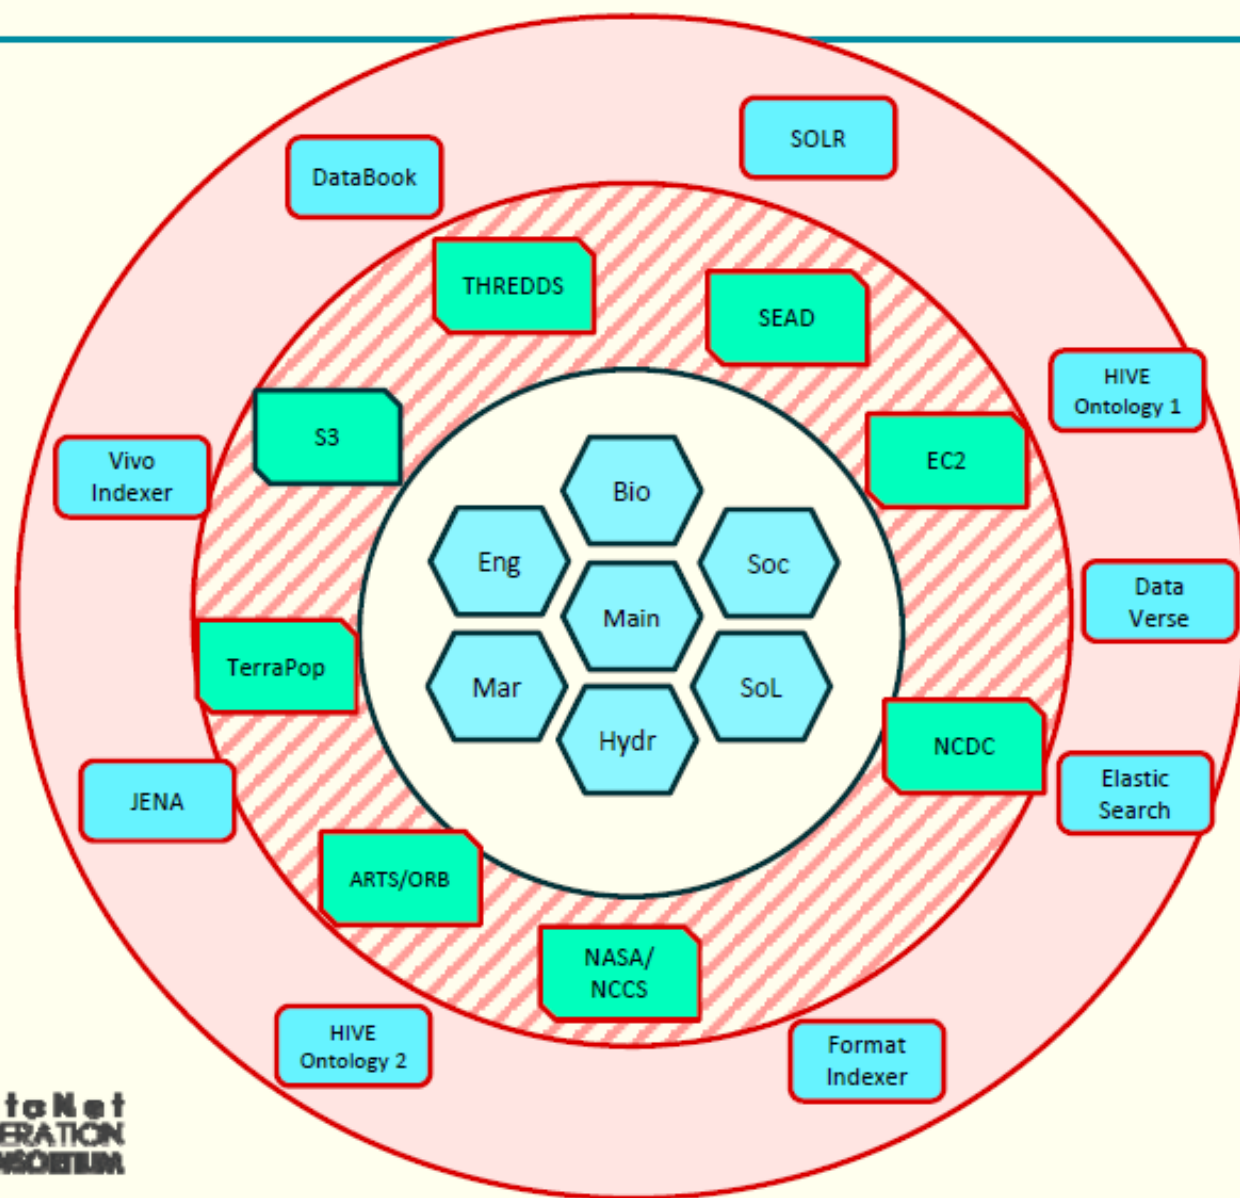 SOLR
DataBook
THREDDS
SEAD
HIVE
Ontology 1
S3
EC2
Vivo
Indexer
Bio
Eng
Soc
Data
Verse
Main
TerraPop
Mar
SoL
Hydr
NCDC
JENA
Elastic
Search
ARTS/ORB
NASA/
NCCS
HIVE
Ontology 2
Format
Indexer